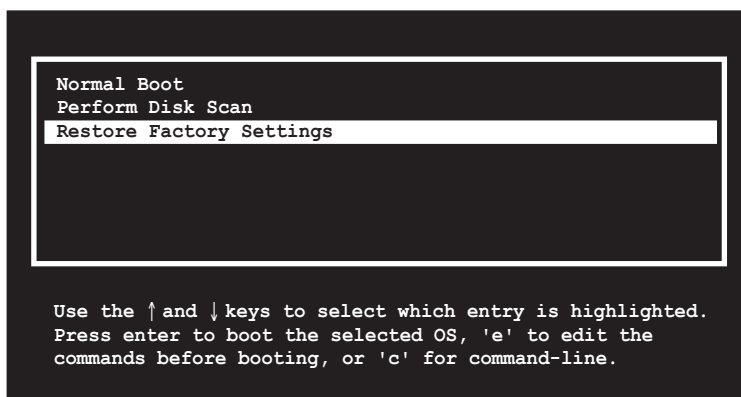 Normal Boot
Perform Disk Scan
Restore Factory Settings
Use the ↑ and ↓ keys to select which entry is highlighted.
Press enter to boot the selected OS, 'e' to edit the
commands before booting, or 'c' for command-line.